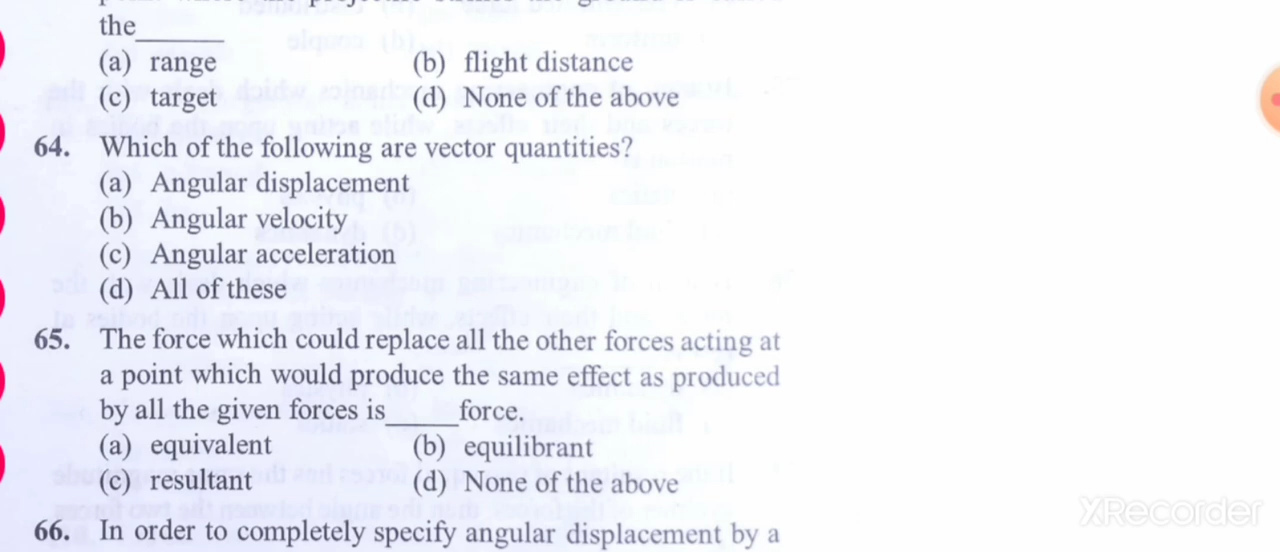 the______
(a) range (b) flight distance
(c) target (d) None of the above
64. Which of the following are vector quantities?
(a) Angular displacement
(b) Angular velocity
(c) Angular acceleration
(d) All of these
65. The force which could replace all the other forces acting at
a point which would produce the same effect as produced
by all the given forces is_____force.
(a) equivalent (b) equilibrant
(c) resultant (d) None of the above
66. In order to completely specify angular displacement by a
XRecorder